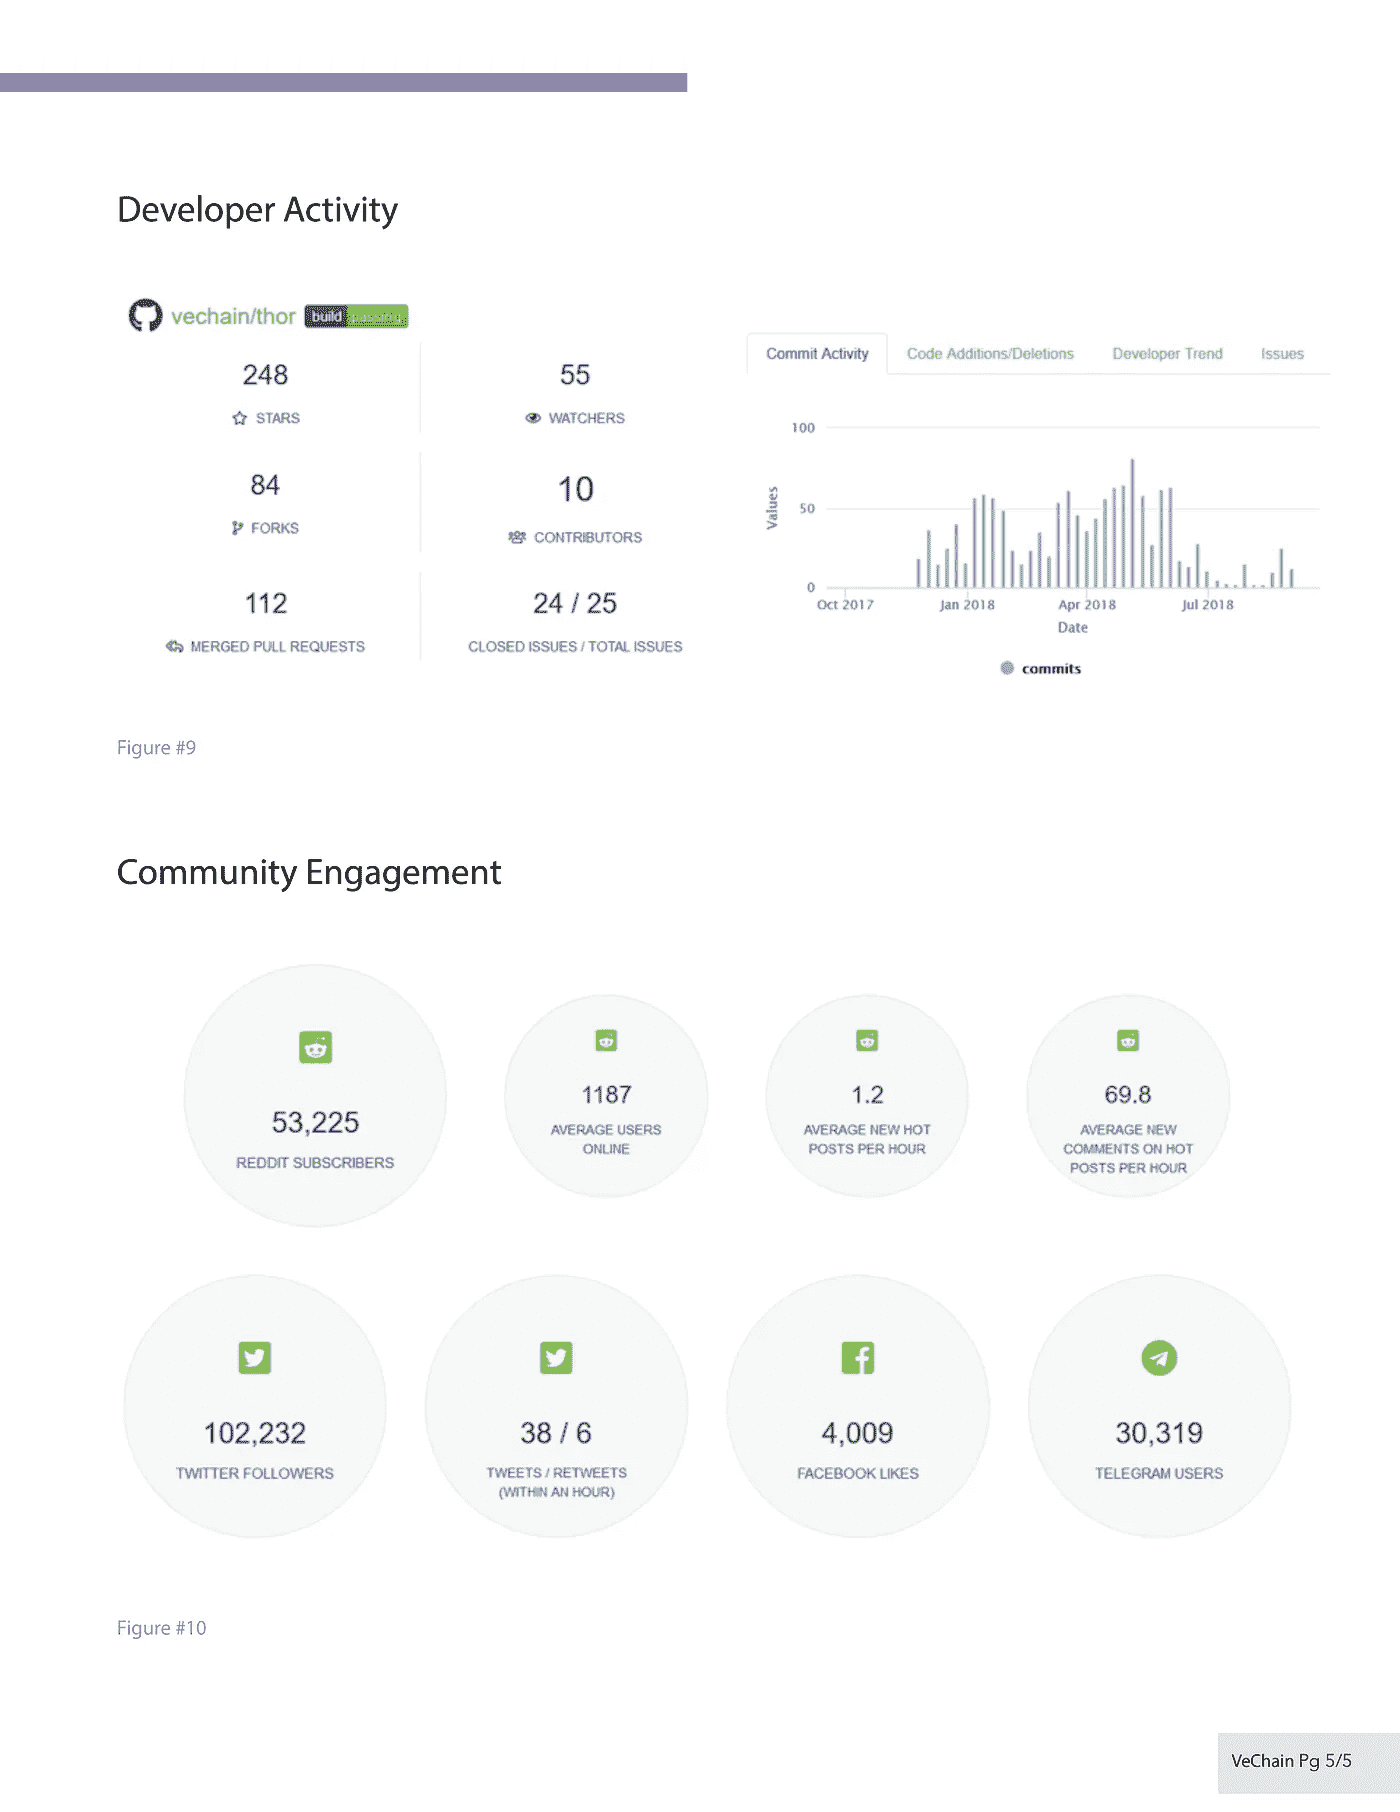 Developer Activity
vechain/thor build passing
248
STARS
55
WATCHERS
84
FORKS
10
CONTRIBUTORS
112
MERGED PULL REQUESTS
24 / 25
CLOSED ISSUES / TOTAL ISSUES
Commit Activity Code Additions/Deletions Developer Trend Issues
100
50
0
Values
Oct 2017 Jan 2018 Apr 2018 Jul 2018
Date
commits
Figure #9
Community Engagement
53,225
REDDIT SUBSCRIBERS
1187
AVERAGE USERS
ONLINE
1.2
AVERAGE NEW HOT
POSTS PER HOUR
69.8
AVERAGE NEW
COMMENTS ON HOT
POSTS PER HOUR
102,232
TWITTER FOLLOWERS
38 / 6
TWEETS / RETWEETS
(WITHIN AN HOUR)
4,009
FACEBOOK LIKES
30,319
TELEGRAM USERS
Figure #10
VeChain Pg 5/5